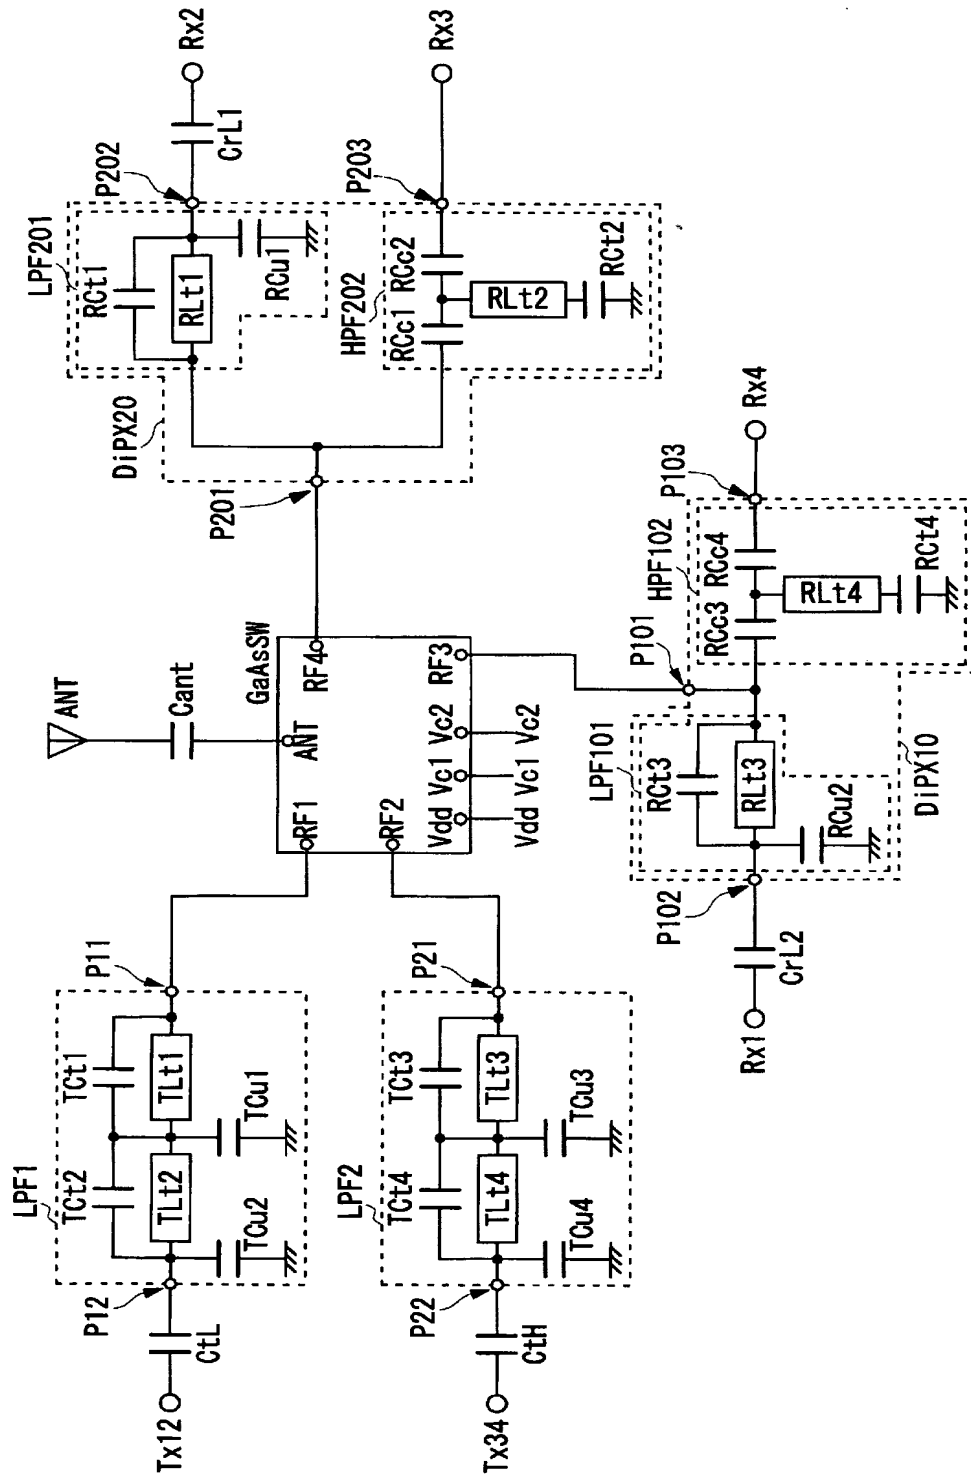 ANT
Cant
GaAsSW
ANT
RF1
RF2
RF4
RF3
Vdd
Vc1
Vc2
Vdd
Vc1
Vc2
LPF1
TCt2
TCt1
P11
TLt2
TLt1
P12
TCu2
TCu1
CtL
Tx12
LPF2
TCt4
TCt3
P21
TLt4
TLt3
P22
TCu4
TCu3
CtH
Tx34
DiPX20
P201
LPF201
RCt1
RLt1
RCu1
P202
CrL1
Rx2
HPF202
RCc1
RCc2
RLt2
RCt2
P203
Rx3
LPF101
RCt3
RLt3
RCu2
P102
CrL2
Rx1
DiPX10
P101
HPF102
RCc3
RCc4
RLt4
RCt4
P103
Rx4